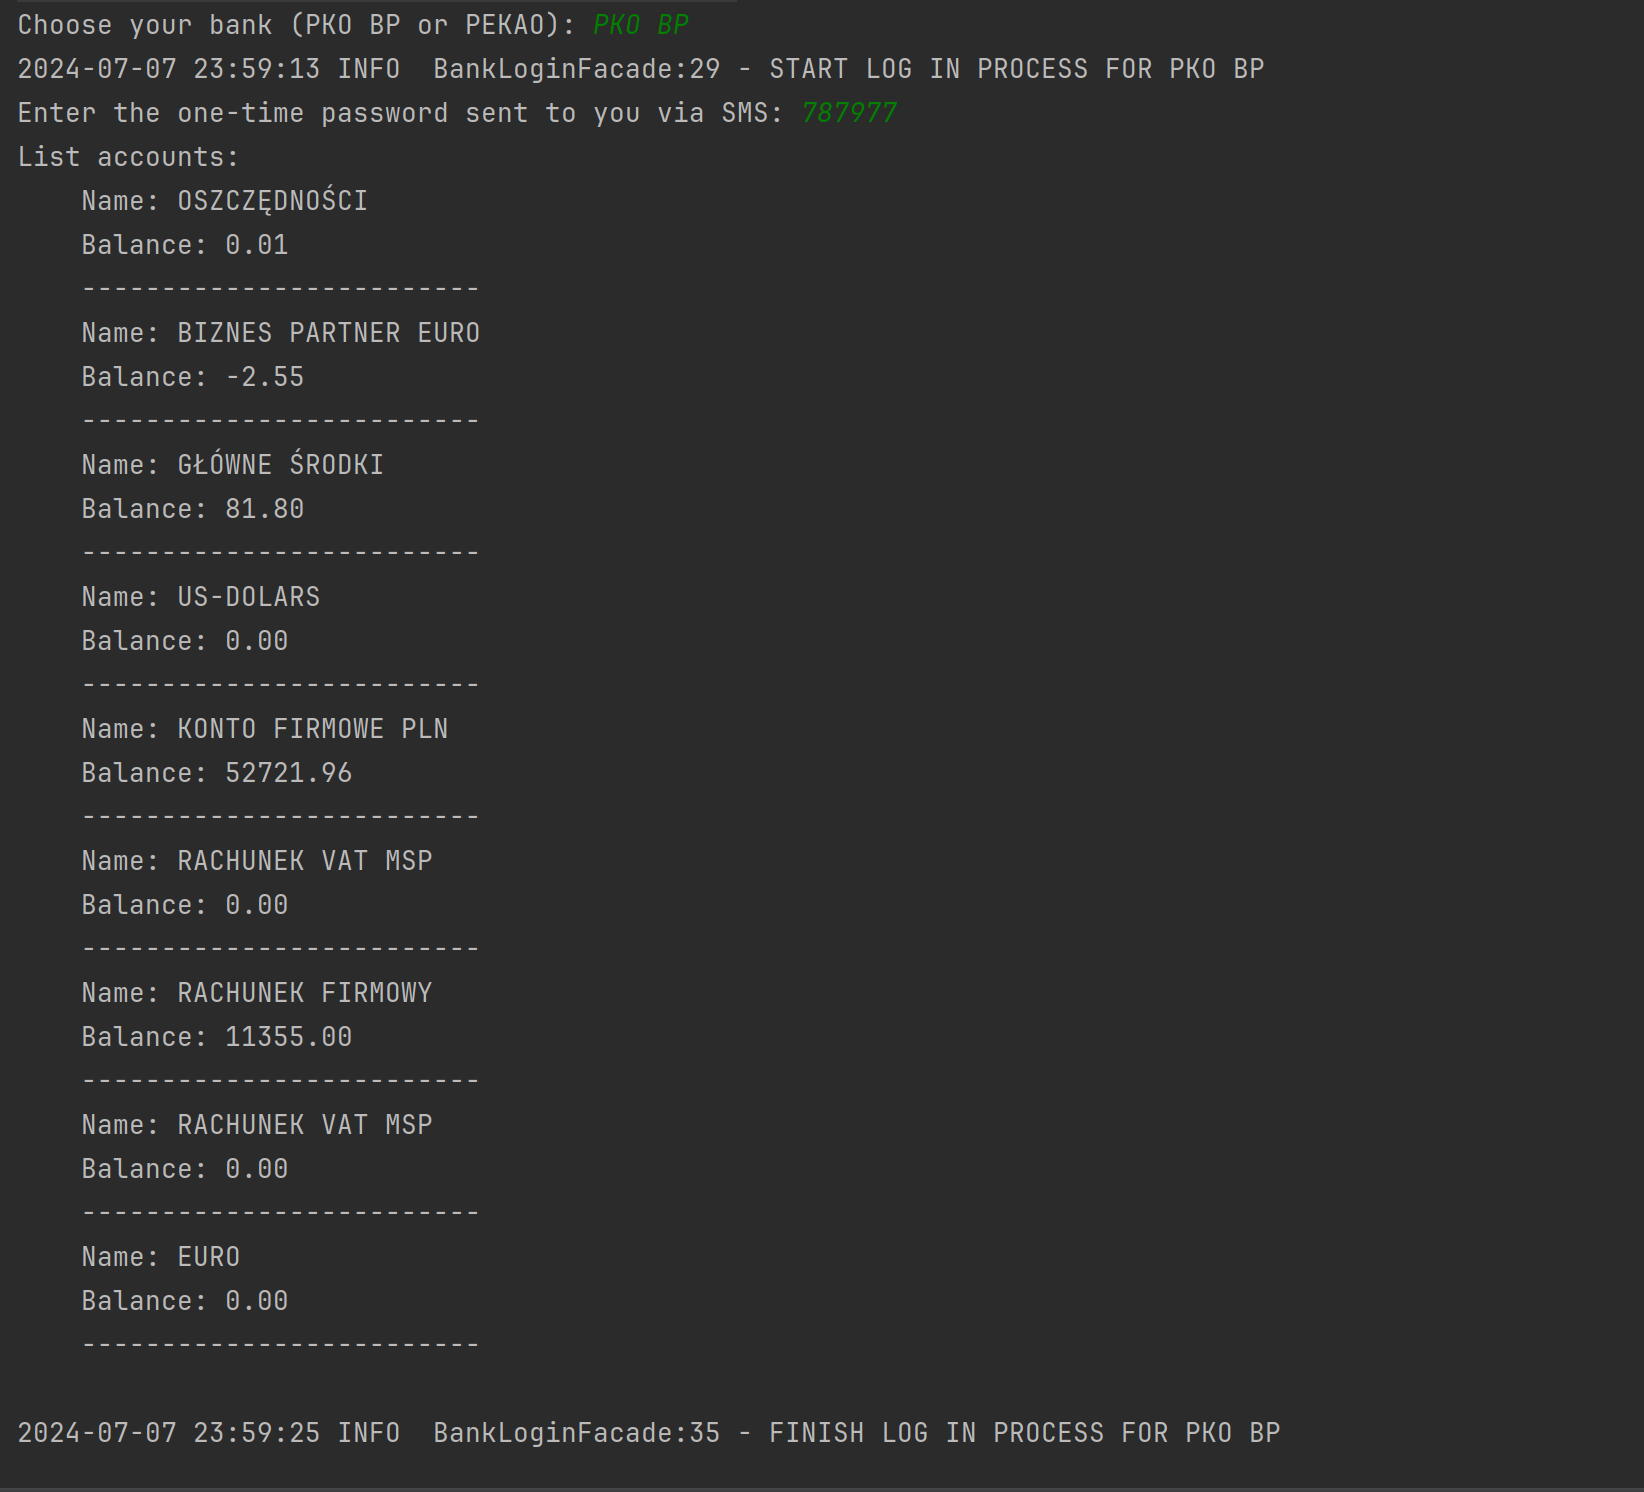 Choose your bank (PKO BP or PEKAO): PKO BP
2024-07-07 23:59:13 INFO  BankLoginFacade:29 - START LOG IN PROCESS FOR PKO BP
Enter the one-time password sent to you via SMS: 787977
List accounts:
    Name: OSZCZĘDNOŚCI
    Balance: 0.01
    -------------------------
    Name: BIZNES PARTNER EURO
    Balance: -2.55
    -------------------------
    Name: GŁÓWNE ŚRODKI
    Balance: 81.80
    -------------------------
    Name: US-DOLARS
    Balance: 0.00
    -------------------------
    Name: KONTO FIRMOWE PLN
    Balance: 52721.96
    -------------------------
    Name: RACHUNEK VAT MSP
    Balance: 0.00
    -------------------------
    Name: RACHUNEK FIRMOWY
    Balance: 11355.00
    -------------------------
    Name: RACHUNEK VAT MSP
    Balance: 0.00
    -------------------------
    Name: EURO
    Balance: 0.00
    -------------------------
2024-07-07 23:59:25 INFO  BankLoginFacade:35 - FINISH LOG IN PROCESS FOR PKO BP